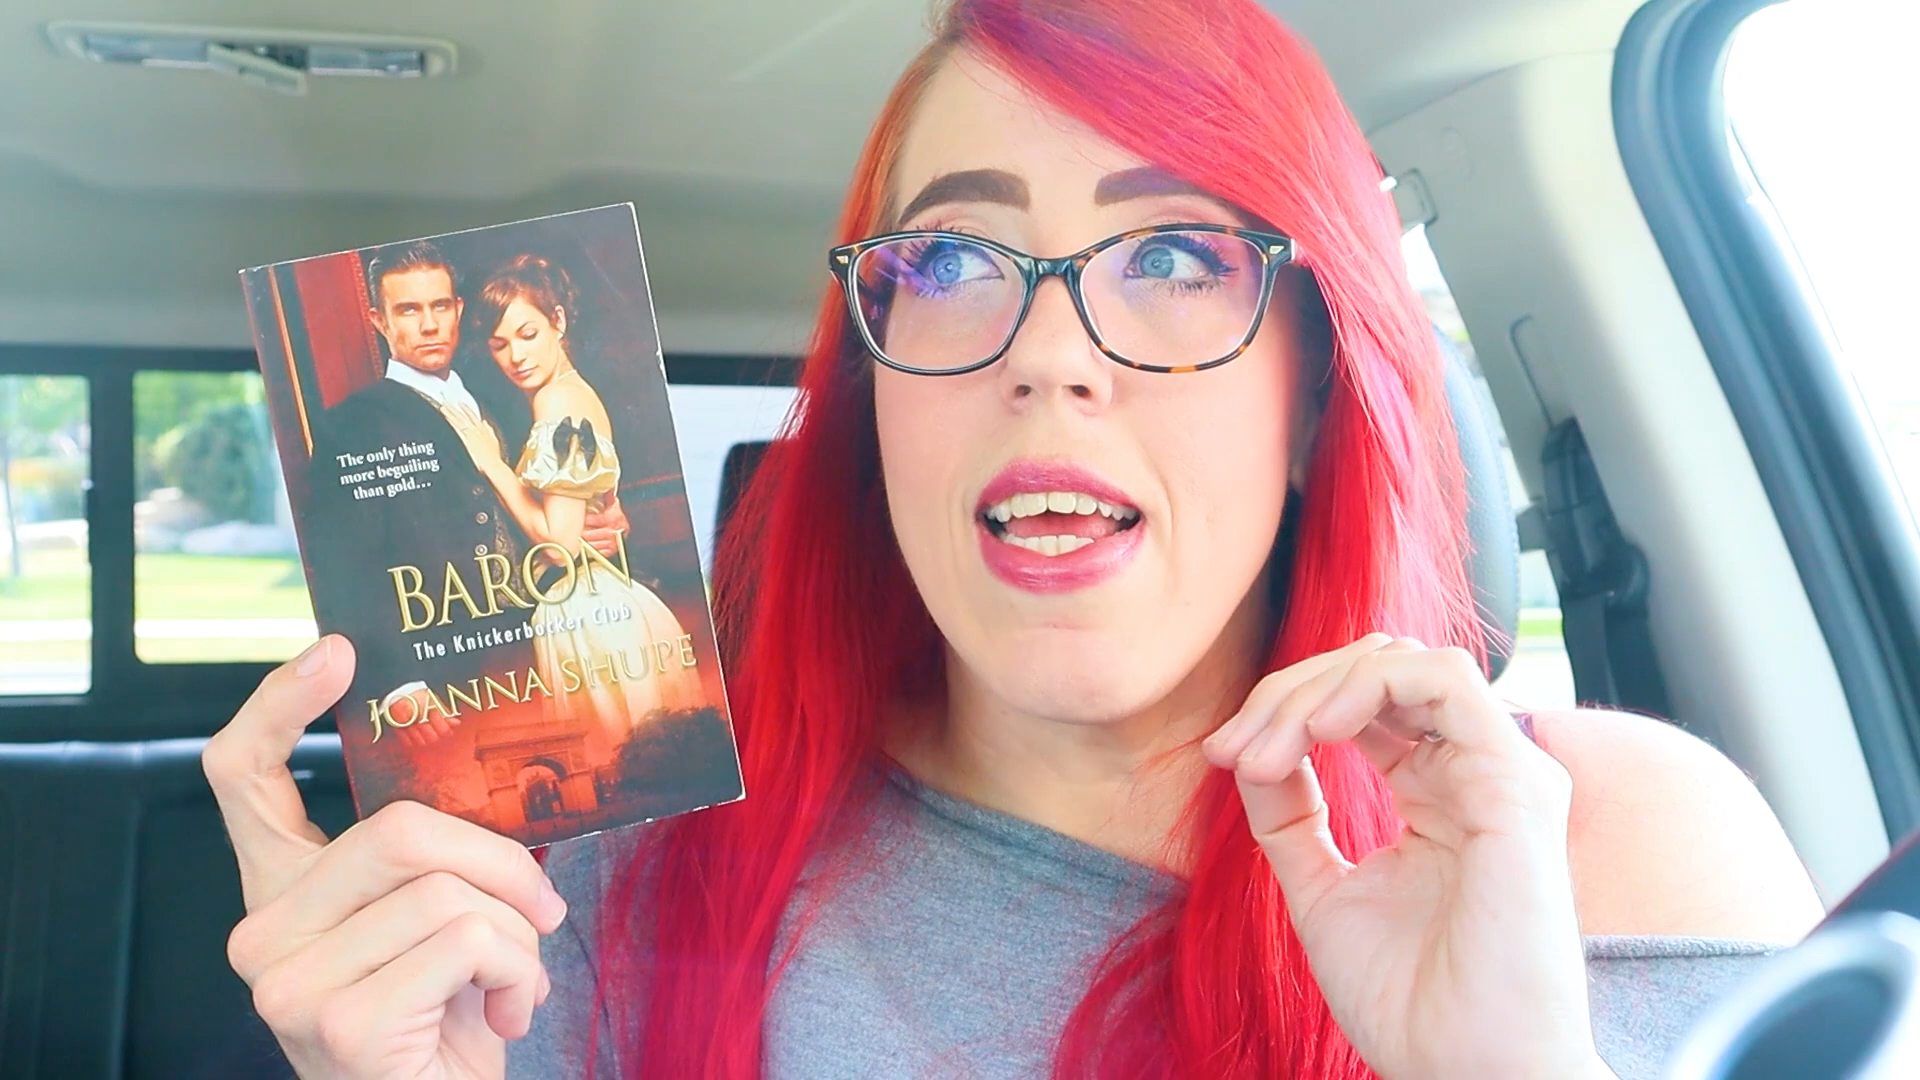 The only thing
more beguiling
than gold...
BARON
The Knickerbocker Club
JOANNA SHUPE